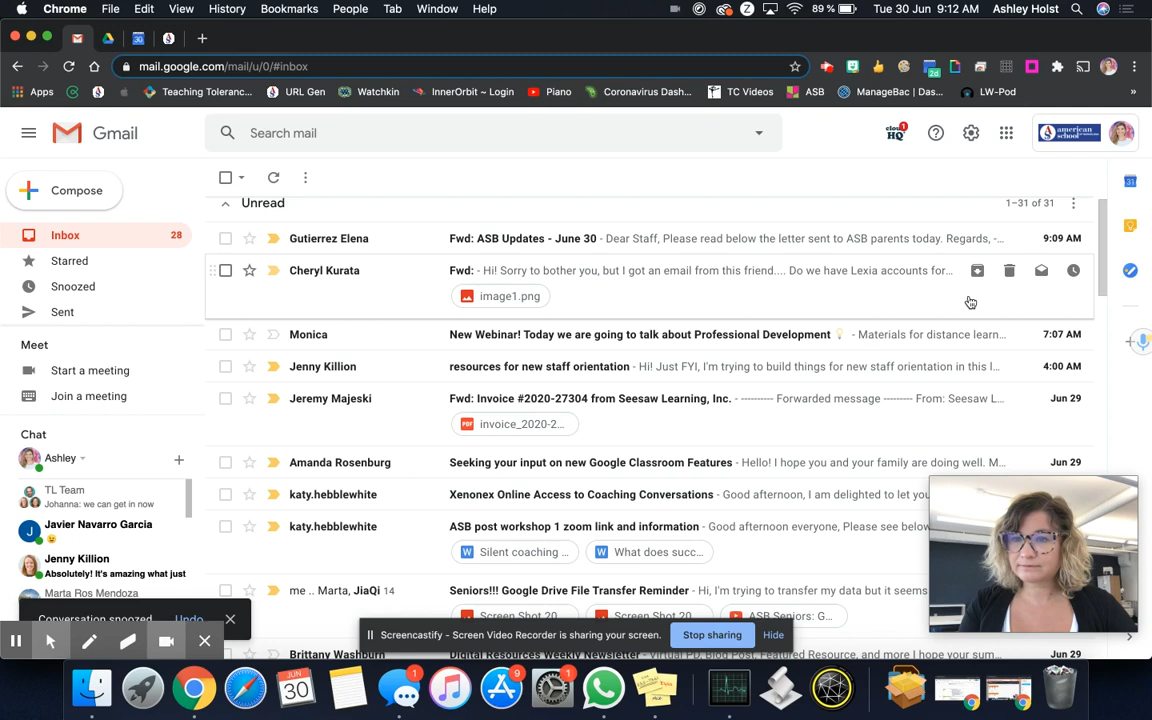 Chrome File Edit View History Bookmarks People Tab Window Help 89 % Tue 30 Jun 9:12 AM Ashley Holst
mail.google.com/mail/u/0/#inbox
Apps Teaching Toleranc... URL Gen Watchkin InnerOrbit ~ Login Piano Coronavirus Dash... TC Videos ASB ManageBac | Das... LW-Pod »
Gmail Search mail
Compose
Unread 1–31 of 31
Inbox 28
Starred
Snoozed
Sent
Meet
Start a meeting
Join a meeting
Chat
Ashley
TL Team
Johanna: we can get in now
Javier Navarro Garcia
Jenny Killion
Absolutely! It's amazing what just
Marta Ros Mendoza
Gutierrez Elena Fwd: ASB Updates - June 30 - Dear Staff, Please read below the letter sent to ASB parents today. Regards, -... 9:09 AM
Cheryl Kurata Fwd: - Hi! Sorry to bother you, but I got an email from this friend.... Do we have Lexia accounts for...
image1.png
Monica New Webinar! Today we are going to talk about Professional Development - Materials for distance learn... 7:07 AM
Jenny Killion resources for new staff orientation - Hi! Just FYI, I'm trying to build things for new staff orientation in this l... 4:00 AM
Jeremy Majeski Fwd: Invoice #2020-27304 from Seesaw Learning, Inc. - ---------- Forwarded message --------- From: Seesaw L... Jun 29
PDF invoice_2020-2...
Amanda Rosenburg Seeking your input on new Google Classroom Features - Hello! I hope you and your family are doing well. M... Jun 29
katy.hebblewhite Xenonex Online Access to Coaching Conversations - Good afternoon, I am delighted to let you
katy.hebblewhite ASB post workshop 1 zoom link and information - Good afternoon everyone, Please see below
W Silent coaching ... W What does succ...
me .. Marta, JiaQi 14 Seniors!!! Google Drive File Transfer Reminder - Hi, I'm trying to transfer my data but it seems
Screen Shot 20 Screen Shot 20 ASB Seniors: G...
Brittany Washburn Digital Resources Weekly Newsletter - Virtual PD, Blog Post, Featured Resource, and more I hope your sum...
Conversation snoozed Undo
Screencastify - Screen Video Recorder is sharing your screen. Stop sharing Hide
JUN
30
1
9
1